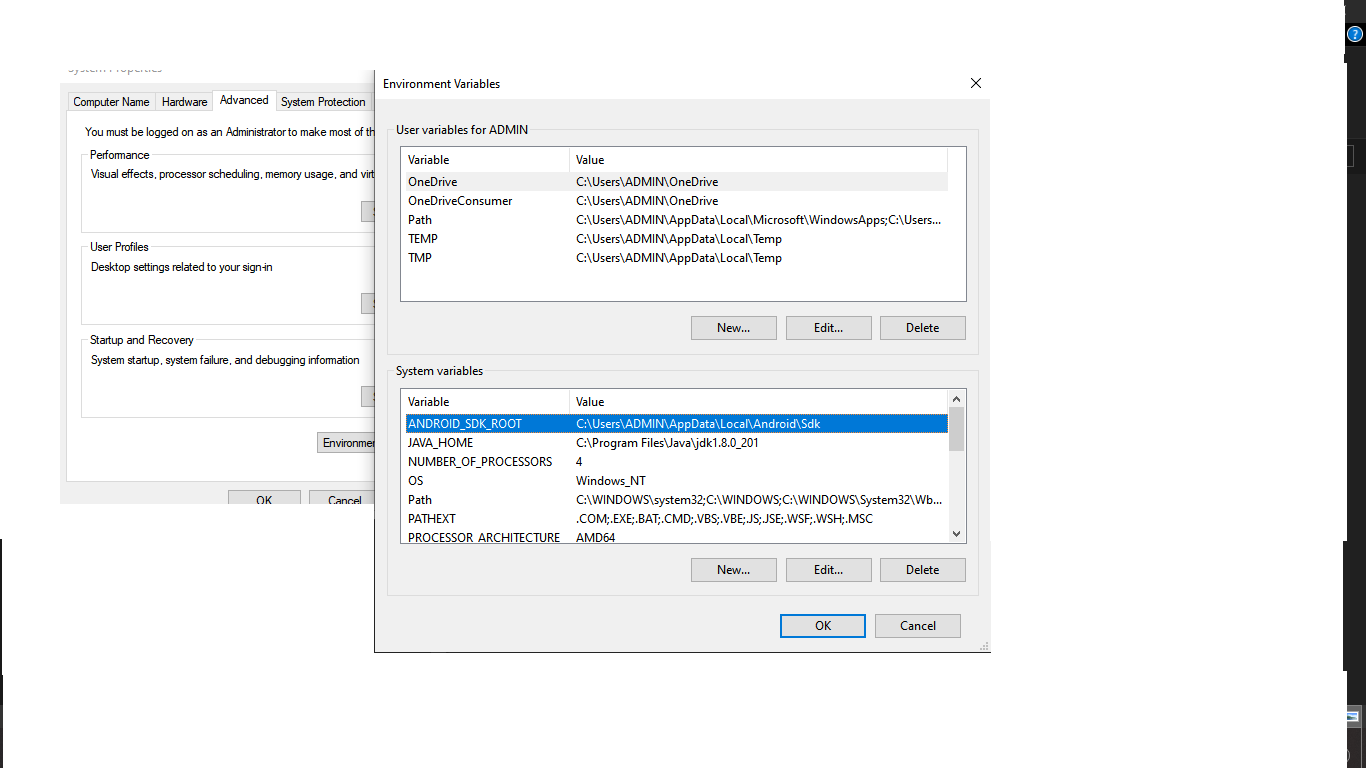 System Properties
Computer Name Hardware Advanced System Protection
You must be logged on as an Administrator to make most of th
Performance
Visual effects, processor scheduling, memory usage, and virt
User Profiles
Desktop settings related to your sign-in
Startup and Recovery
System startup, system failure, and debugging information
Environme
OK Cancel
Environment Variables
User variables for ADMIN
Variable Value
OneDrive C:\Users\ADMIN\OneDrive
OneDriveConsumer C:\Users\ADMIN\OneDrive
Path C:\Users\ADMIN\AppData\Local\Microsoft\WindowsApps;C:\Users...
TEMP C:\Users\ADMIN\AppData\Local\Temp
TMP C:\Users\ADMIN\AppData\Local\Temp
New... Edit... Delete
System variables
Variable Value
ANDROID_SDK_ROOT C:\Users\ADMIN\AppData\Local\Android\Sdk
JAVA_HOME C:\Program Files\Java\jdk1.8.0_201
NUMBER_OF_PROCESSORS 4
OS Windows_NT
Path C:\WINDOWS\system32;C:\WINDOWS;C:\WINDOWS\System32\Wb...
PATHEXT .COM;.EXE;.BAT;.CMD;.VBS;.VBE;.JS;.JSE;.WSF;.WSH;.MSC
PROCESSOR_ARCHITECTURE AMD64
New... Edit... Delete
OK Cancel
?